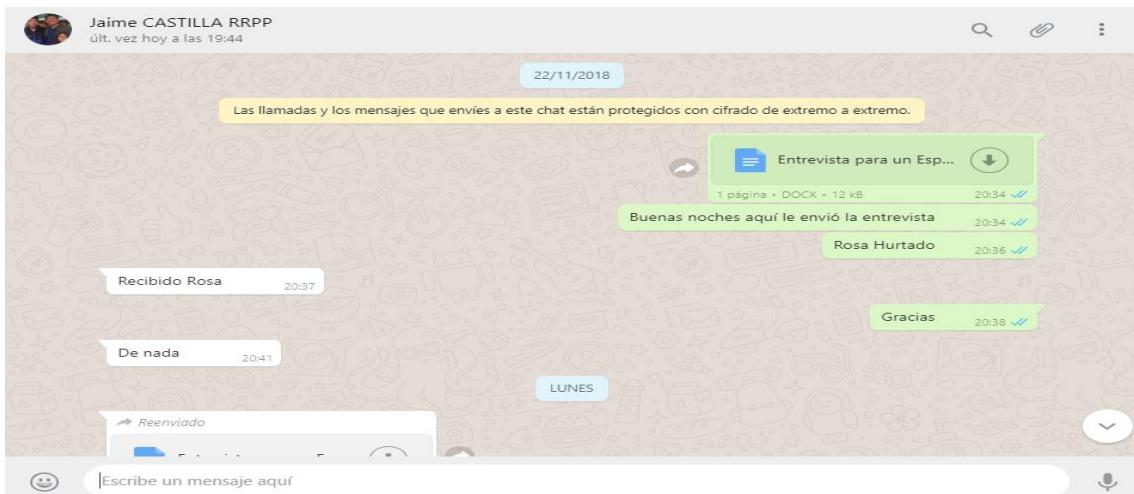 Jaime CASTILLA RRPP
últ. vez hoy a las 19:44
22/11/2018
Las llamadas y los mensajes que envíes a este chat están protegidos con cifrado de extremo a extremo.
Entrevista para un Esp...
1 página • DOCX • 12 kB 20:34
Buenas noches aquí le envió la entrevista 20:34
Rosa Hurtado 20:36
Recibido Rosa 20:37
Gracias 20:38
De nada 20:41
LUNES
Reenviado
Escribe un mensaje aquí